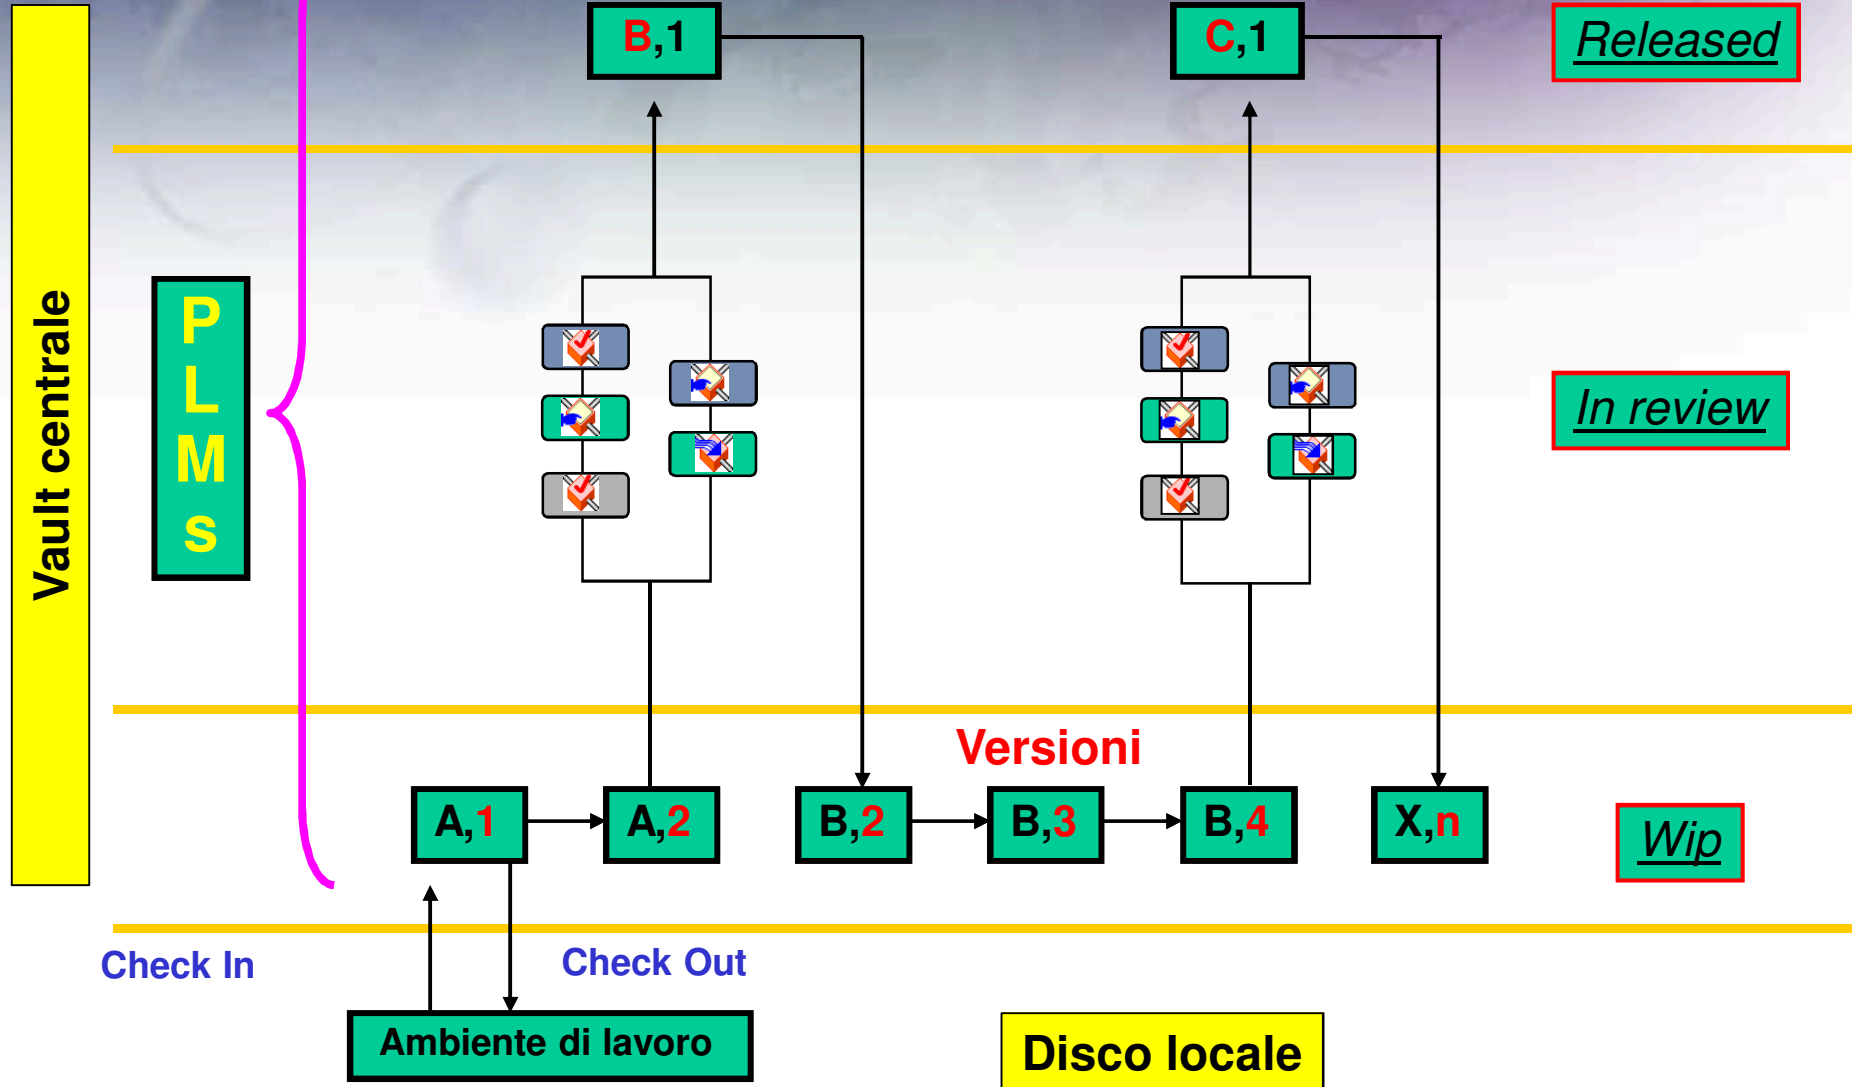 B,1
C,1
Released
Vault centrale
P
L
M
s
In review
Versioni
A,1
A,2
B,2
B,3
B,4
X,n
Wip
Check In
Check Out
Ambiente di lavoro
Disco locale